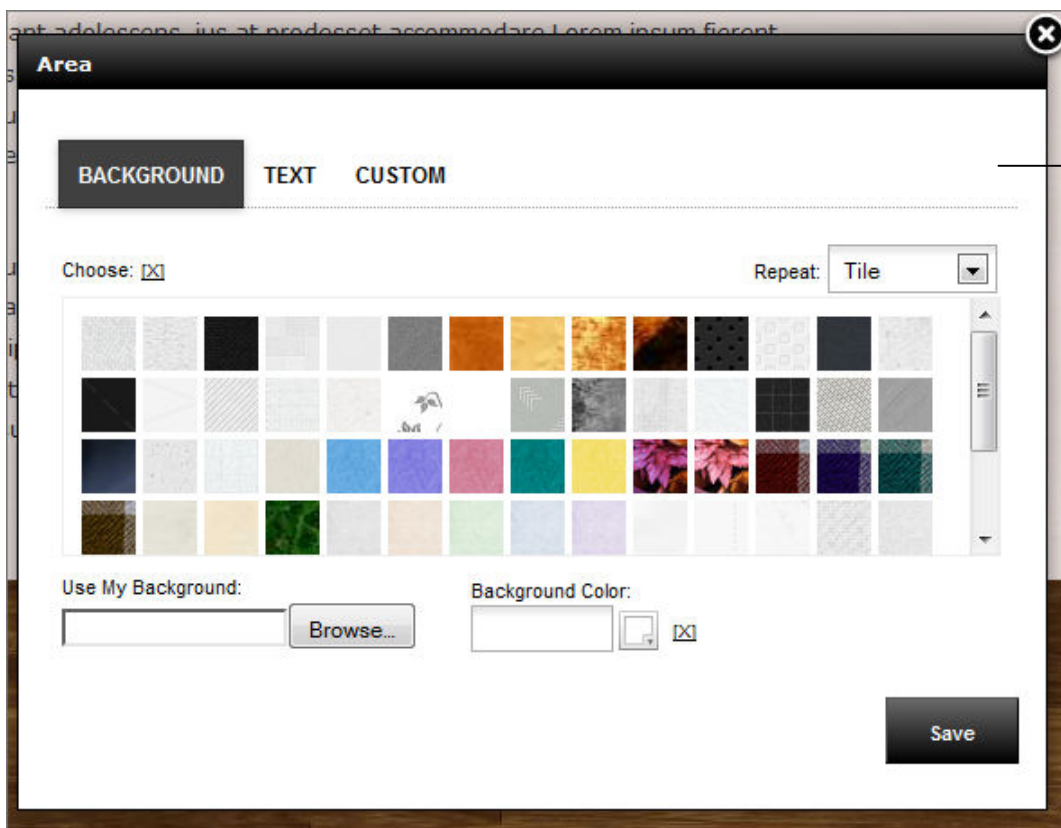 ant adolescens, ius at prodesset accommodare Lorem ipsum fierent
Area
BACKGROUND TEXT CUSTOM
Choose: [X] Repeat: Tile
Use My Background:
Background Color:
Browse...
[X]
Save